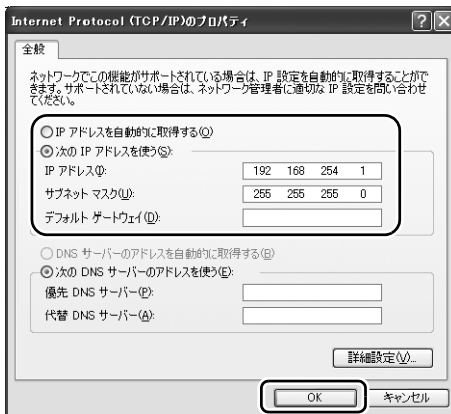 Internet Protocol (TCP/IP)のプロパティ
全般
ネットワークでこの機能がサポートされている場合は、IP 設定を自動的に取得することがで
きます。サポートされていない場合は、ネットワーク管理者に適切な IP 設定を問い合わせ
てください。
IP アドレスを自動的に取得する(O)
次の IP アドレスを使う(S):
IP アドレス(I): 192 168 254 1
サブネット マスク(U): 255 255 255 0
デフォルト ゲートウェイ(D):
DNS サーバーのアドレスを自動的に取得する(B)
次の DNS サーバーのアドレスを使う(E):
優先 DNS サーバー(P):
代替 DNS サーバー(A):
詳細設定(V)...
OK キャンセル